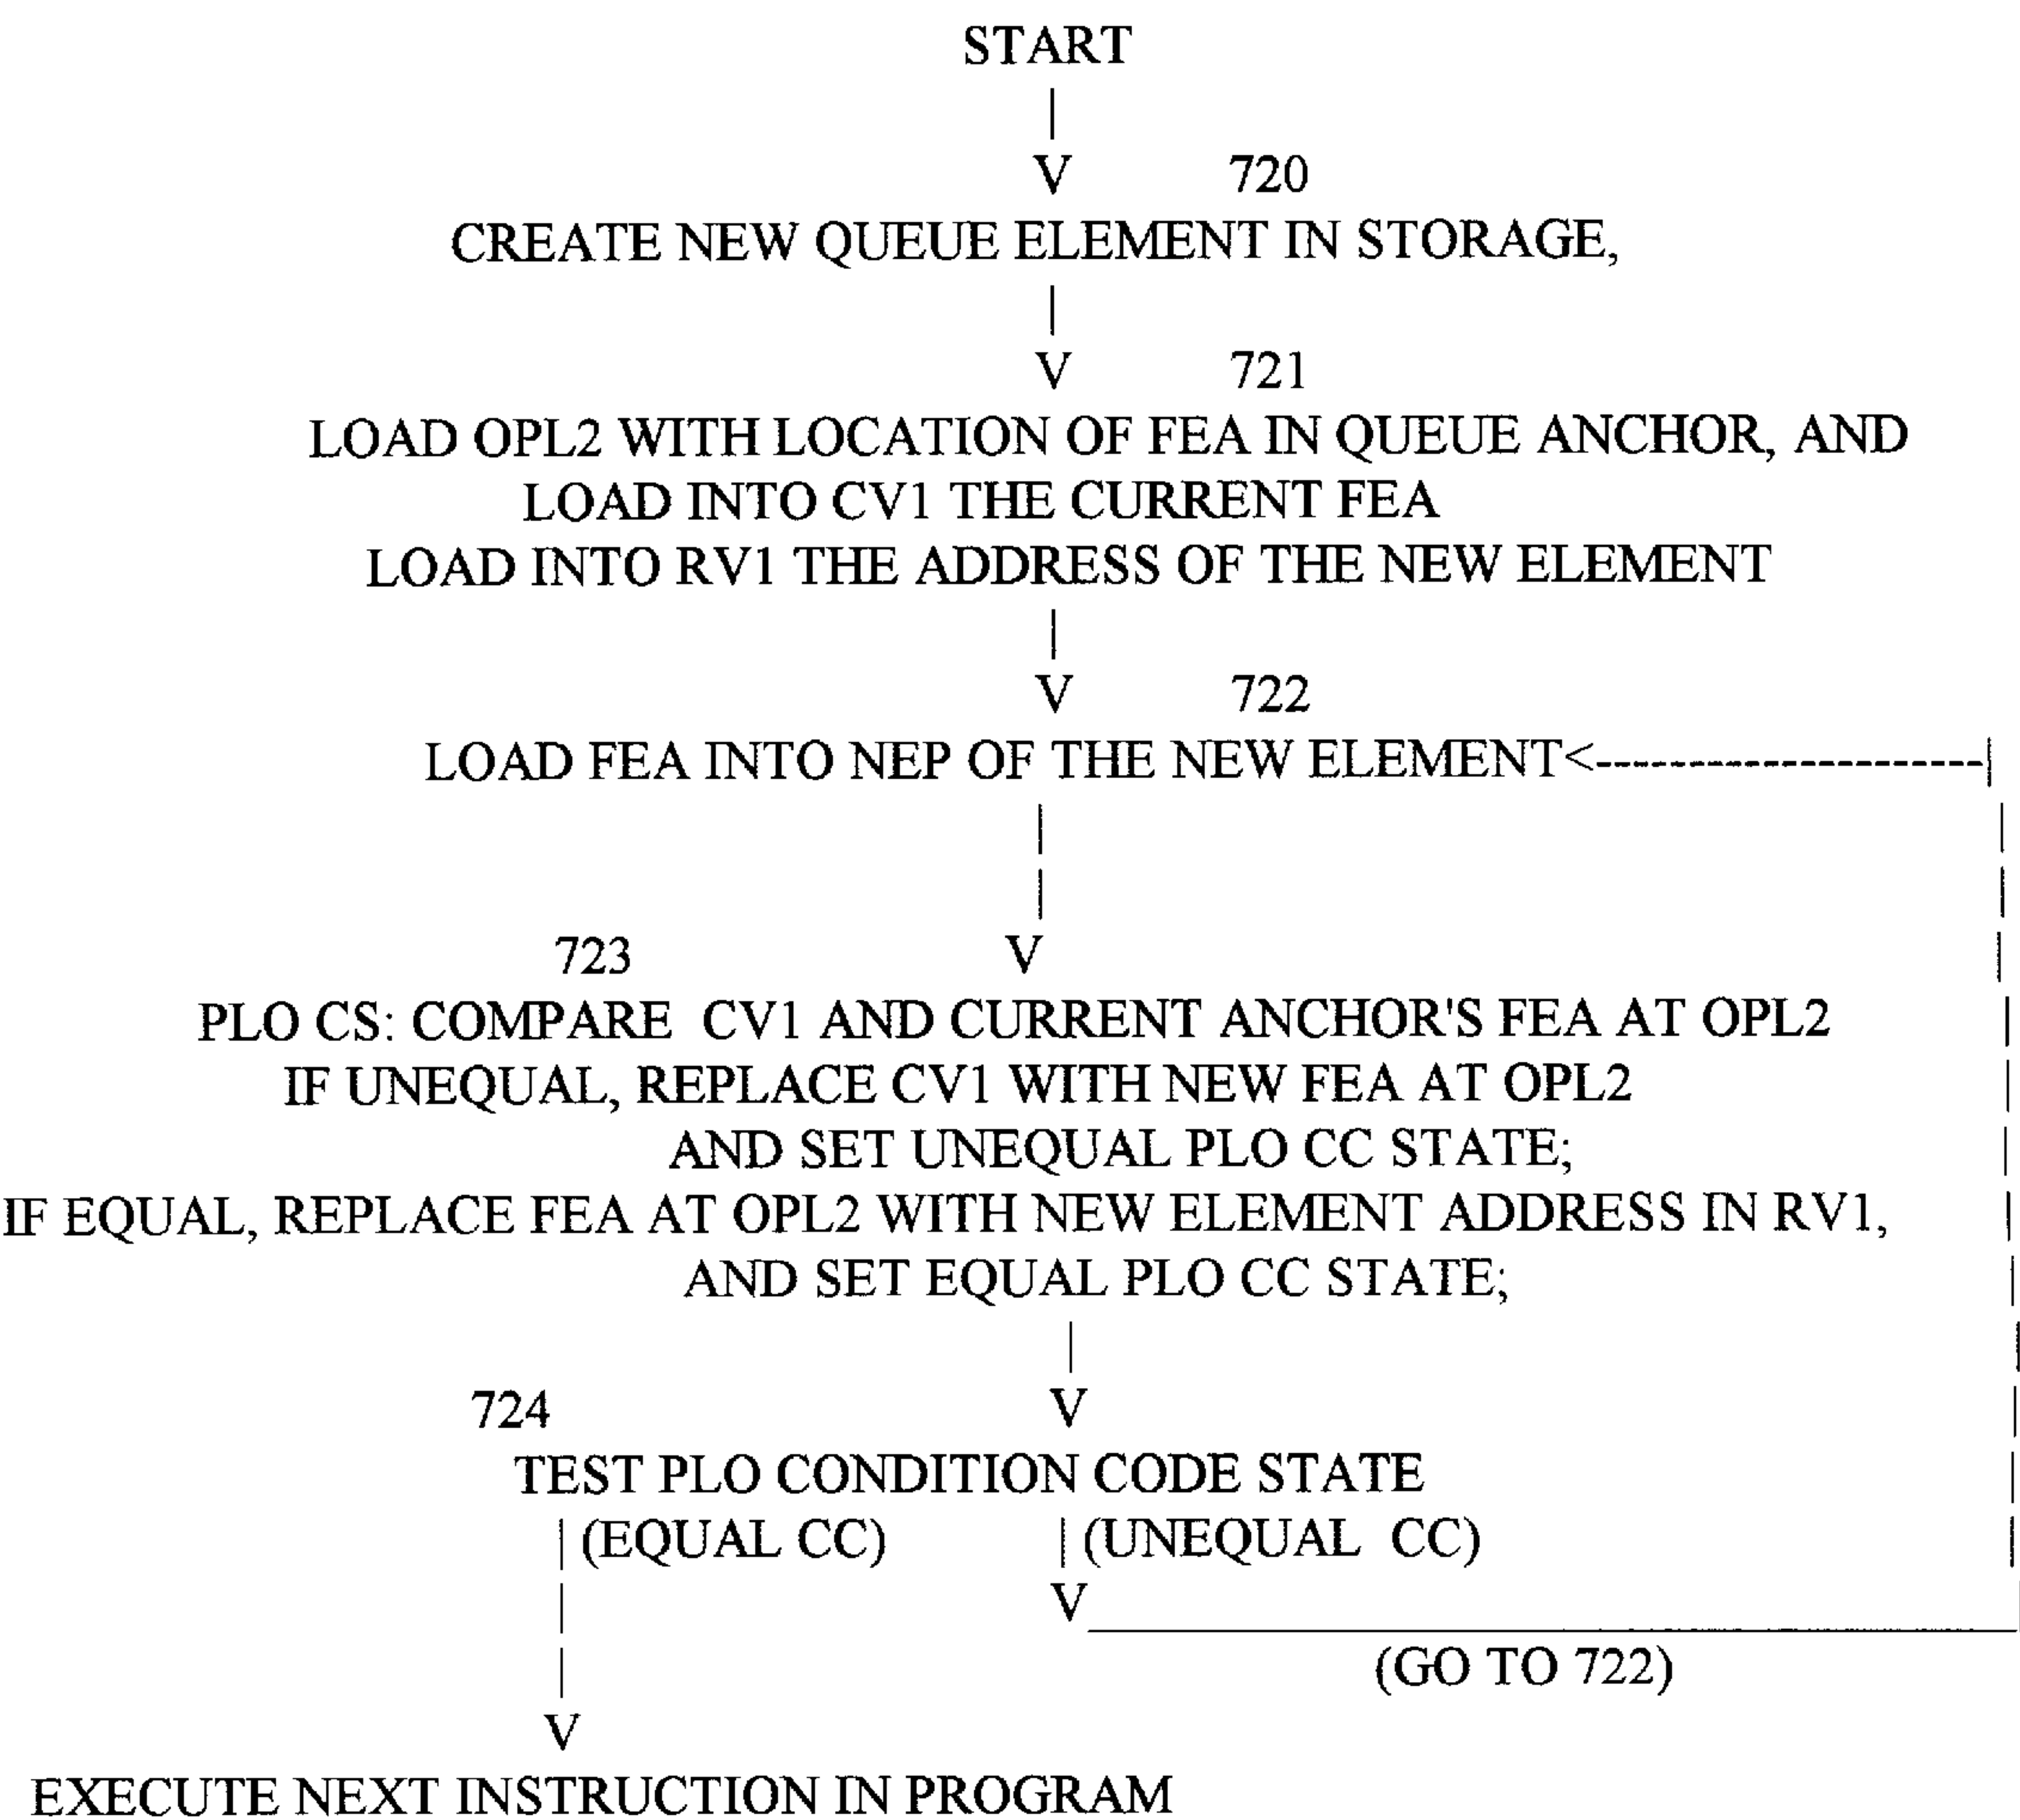 START
V 720
CREATE NEW QUEUE ELEMENT IN STORAGE,
V 721
LOAD OPL2 WITH LOCATION OF FEA IN QUEUE ANCHOR, AND
LOAD INTO CV1 THE CURRENT FEA
LOAD INTO RV1 THE ADDRESS OF THE NEW ELEMENT
V 722
LOAD FEA INTO NEP OF THE NEW ELEMENT<----------------------|
723 V
PLO CS: COMPARE CV1 AND CURRENT ANCHOR'S FEA AT OPL2
IF UNEQUAL, REPLACE CV1 WITH NEW FEA AT OPL2
AND SET UNEQUAL PLO CC STATE;
IF EQUAL, REPLACE FEA AT OPL2 WITH NEW ELEMENT ADDRESS IN RV1,
AND SET EQUAL PLO CC STATE;
724 V
TEST PLO CONDITION CODE STATE
(EQUAL CC) (UNEQUAL CC)
V
(GO TO 722)
V
EXECUTE NEXT INSTRUCTION IN PROGRAM